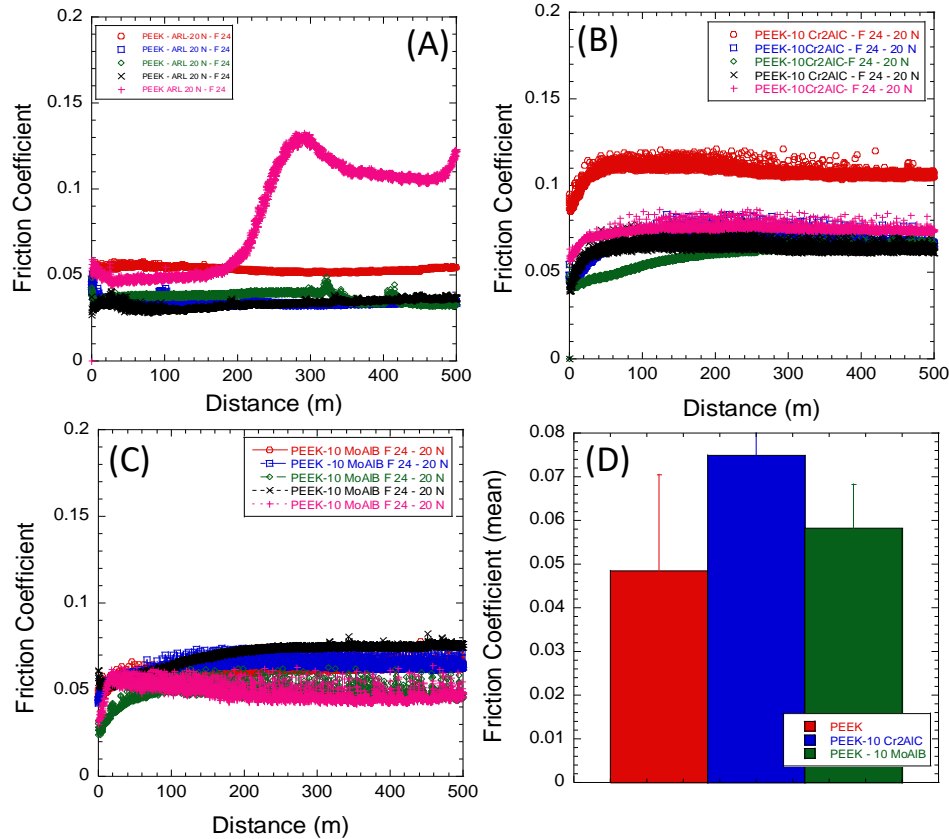 (A)
PEEK - ARL-20 N - F 24
PEEK - ARL 20 N - F 24
PEEK - ARL 20 N - F 24
PEEK - ARL 20 N - F 24
PEEK ARL 20 N - F24
0.2
0.15
0.1
0.05
0
Friction Coefficient
0 100 200 300 400 500
Distance (m)
(B)
PEEK-10 Cr2AlC - F 24 - 20 N
PEEK-10Cr2AlC - F 24 - 20 N
PEEK-10Cr2AlC-F 24 - 20 N
PEEK-10 Cr2AlC - F 24 - 20 N
PEEK-10Cr2AlC- F 24 - 20 N
0.2
0.15
0.1
0.05
0
Friction Coefficient
0 100 200 300 400 500
Distance (m)
(C)
PEEK-10 MoAlB F 24 - 20 N
PEEK -10 MoAlB F 24 - 20 N
PEEK-10 MoAlB F 24 - 20 N
PEEK-10 MoAlB F 24 - 20 N
PEEK-10 MoAlB F 24 - 20 N
0.2
0.15
0.1
0.05
0
Friction Coefficient
0 100 200 300 400 500
Distance (m)
(D)
0.08
0.07
0.06
0.05
0.04
0.03
0.02
0.01
0
Friction Coefficient (mean)
PEEK
PEEK-10 Cr2AlC
PEEK - 10 MoAlB